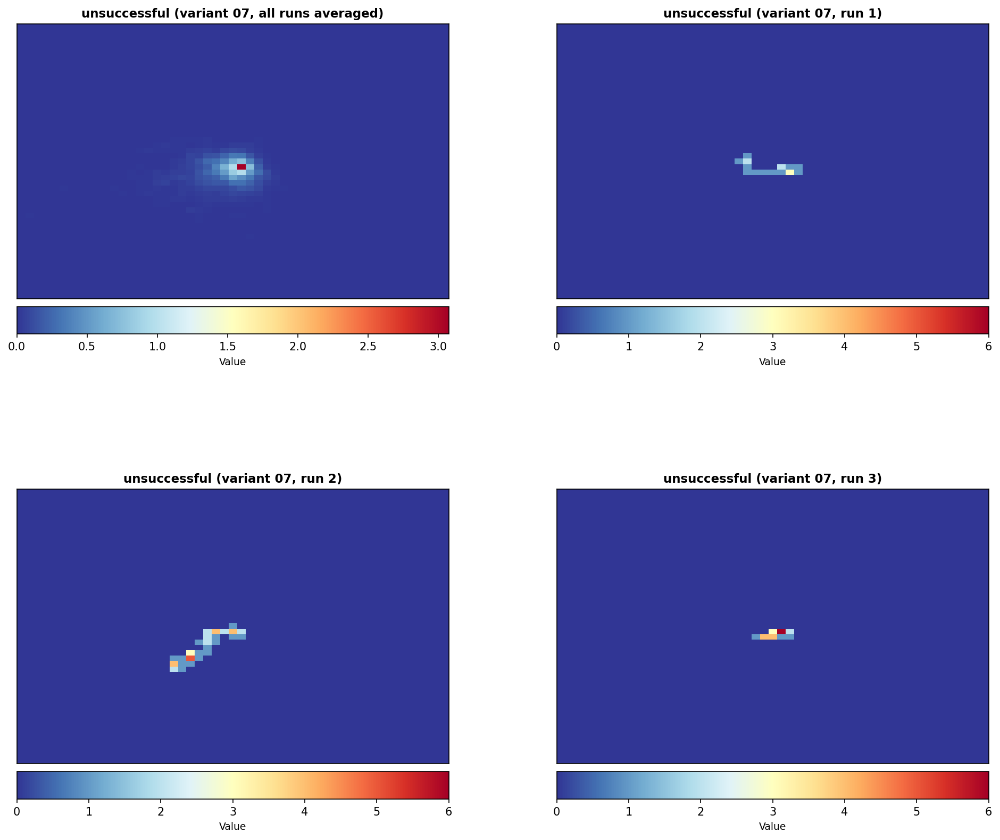 unsuccessful (variant 07, all runs averaged)
unsuccessful (variant 07, run 1)
0.0 0.5 1.0 1.5 2.0 2.5 3.0
Value
0 1 2 3 4 5 6
Value
unsuccessful (variant 07, run 2)
unsuccessful (variant 07, run 3)
0 1 2 3 4 5 6
Value
0 1 2 3 4 5 6
Value